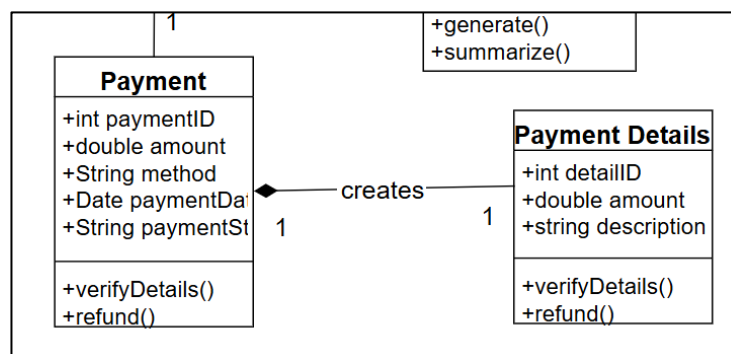 1
+generate()
+summarize()
Payment
+int paymentID
+double amount
+String method
+Date paymentDat
+String paymentSt
+verifyDetails()
+refund()
creates
1
1
Payment Details
+int detailID
+double amount
+string description
+verifyDetails()
+refund()